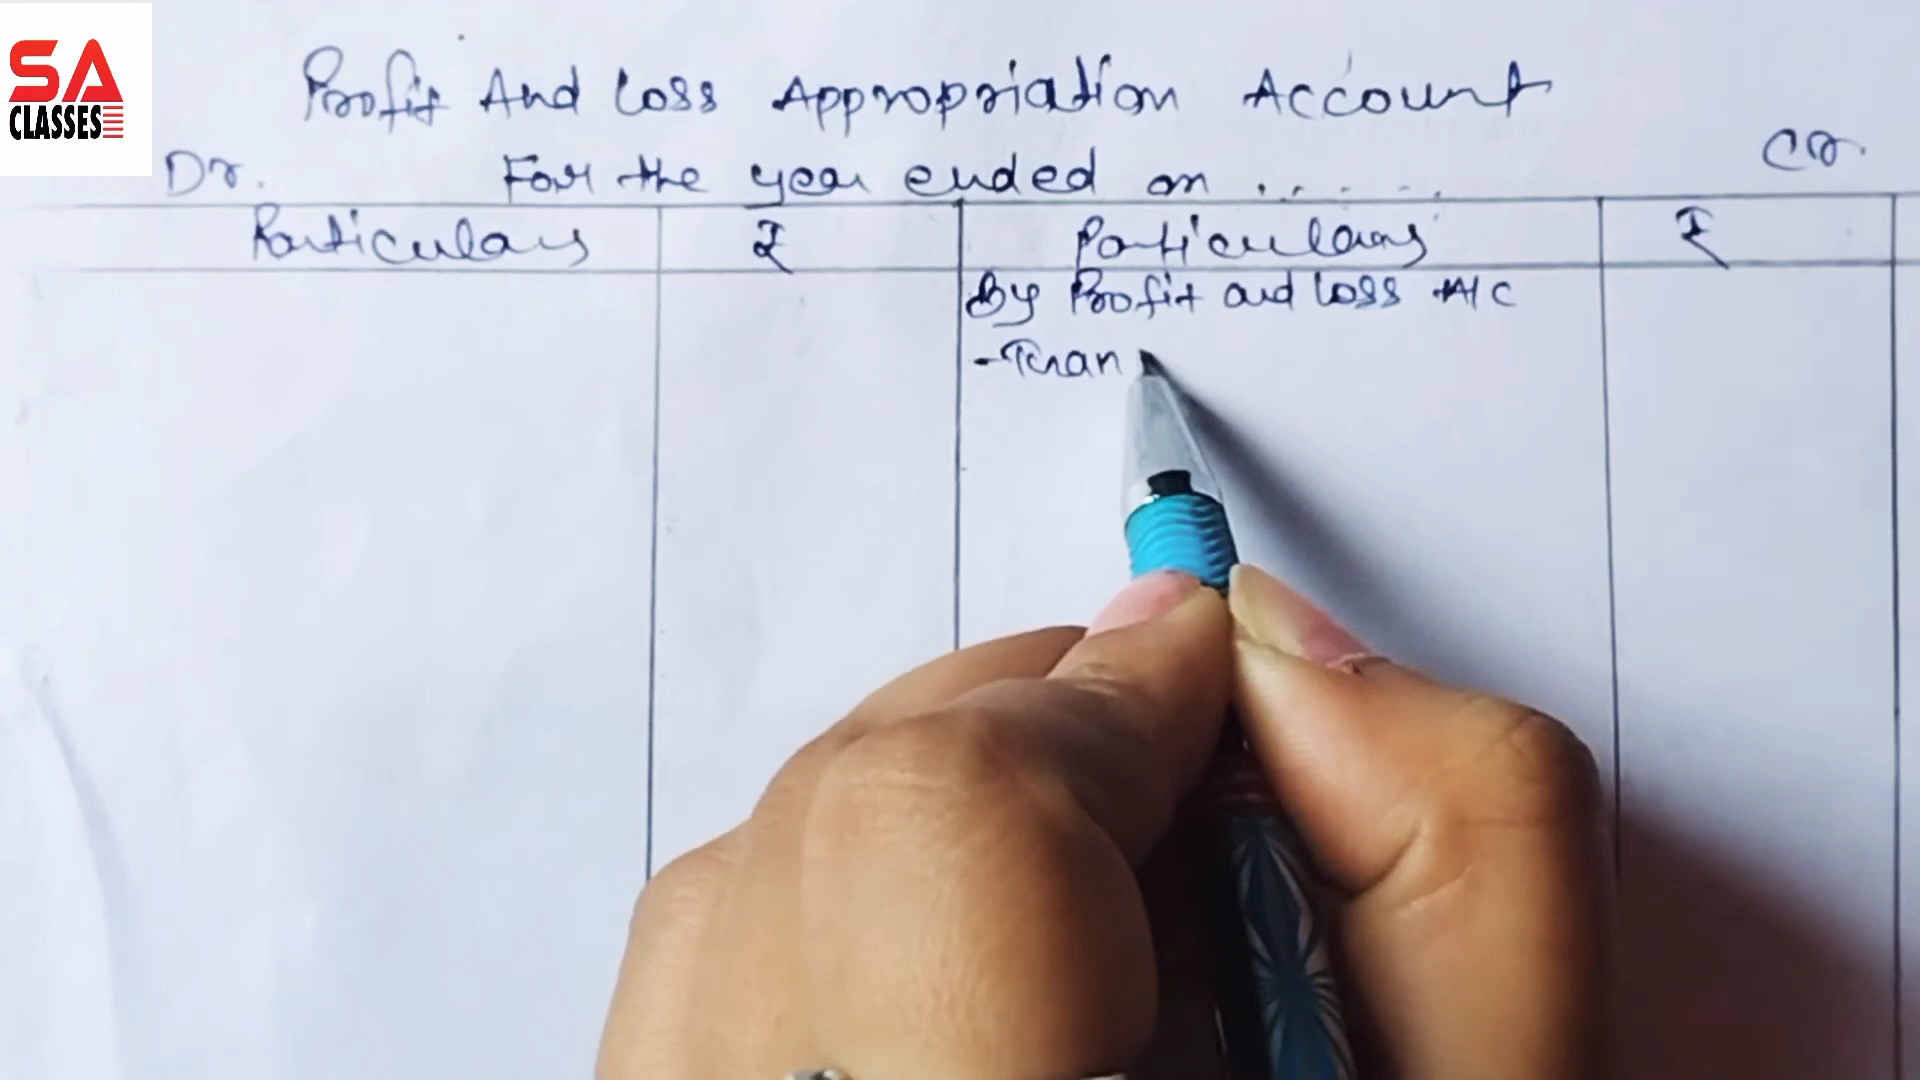 SA
CLASSES
Profit And Loss Appropriation Account
Dr. For the year ended on ......
Cr.
Particulars ₹ Particulars ₹
By Profit and Loss A/c
-Tran